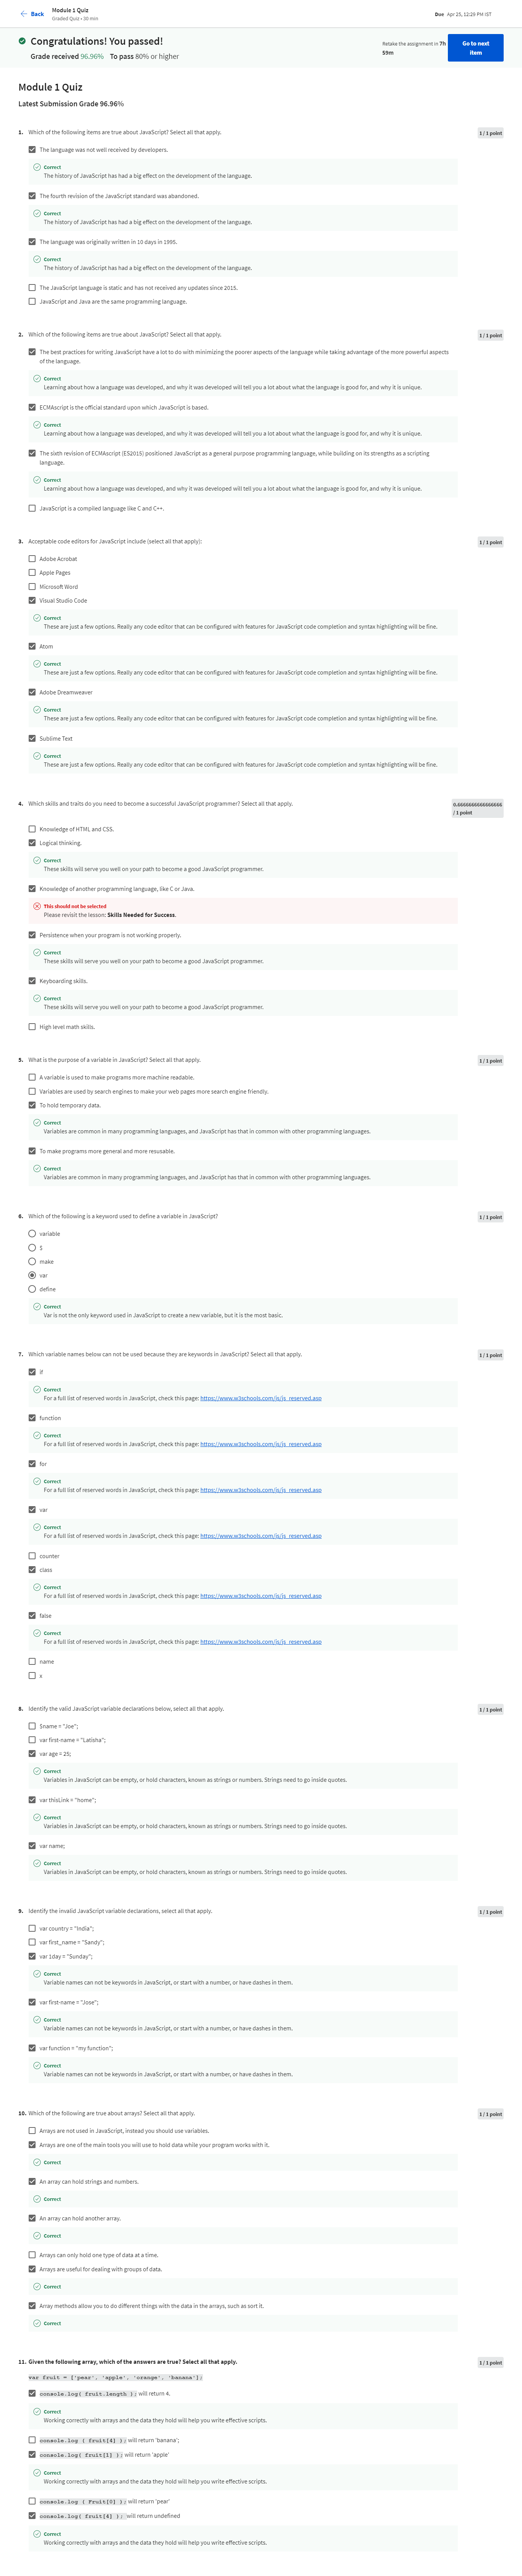 Back
Module 1 Quiz
Graded Quiz • 50 min
Due Apr 25, 12:29 PM IST
Congratulations! You passed!
Grade received 96.96% To pass 80% or higher
Retake the assignment in 7h 59m
Go to next item
Module 1 Quiz
Latest Submission Grade 96.96%
1. Which of the following items are true about JavaScript? Select all that apply.
1 / 1 point
The language was not well received by developers.
Correct
The history of JavaScript has had a big effect on the development of the language.
The fourth revision of the JavaScript standard was abandoned.
Correct
The history of JavaScript has had a big effect on the development of the language.
The language was originally written in 10 days in 1995.
Correct
The history of JavaScript has had a big effect on the development of the language.
The JavaScript language is static and has not received any updates since 2015.
JavaScript and Java are the same programming language.
2. Which of the following items are true about JavaScript? Select all that apply.
1 / 1 point
The best practices for writing JavaScript have a lot to do with minimizing the poorer aspects of the language while taking advantage of the more powerful aspects
of the language.
Correct
Learning about how a language was developed, and why it was developed will tell you a lot about what the language is good for, and why it is unique.
ECMAscript is the official standard upon which JavaScript is based.
Correct
Learning about how a language was developed, and why it was developed will tell you a lot about what the language is good for, and why it is unique.
The sixth revision of ECMAscript (ES2015) positioned JavaScript as a general purpose programming language, while building on its strengths as a scripting
language.
Correct
Learning about how a language was developed, and why it was developed will tell you a lot about what the language is good for, and why it is unique.
JavaScript is a compiled language like C and C++.
3. Acceptable code editors for JavaScript include (select all that apply):
1 / 1 point
Adobe Acrobat
Apple Pages
Microsoft Word
Visual Studio Code
Correct
These are just a few options. Really any code editor that can be configured with features for JavaScript code completion and syntax highlighting will be fine.
Atom
Correct
These are just a few options. Really any code editor that can be configured with features for JavaScript code completion and syntax highlighting will be fine.
Adobe Dreamweaver
Correct
These are just a few options. Really any code editor that can be configured with features for JavaScript code completion and syntax highlighting will be fine.
Sublime Text
Correct
These are just a few options. Really any code editor that can be configured with features for JavaScript code completion and syntax highlighting will be fine.
4. Which skills and traits do you need to become a successful JavaScript programmer? Select all that apply.
0.6666666666666666
/ 1 point
Knowledge of HTML and CSS.
Logical thinking.
Correct
These skills will serve you well on your path to become a good JavaScript programmer.
Knowledge of another programming language, like C or Java.
This should not be selected
Please revisit the lesson: Skills Needed for Success.
Persistence when your program is not working properly.
Correct
These skills will serve you well on your path to become a good JavaScript programmer.
Keyboarding skills.
Correct
These skills will serve you well on your path to become a good JavaScript programmer.
High level math skills.
5. What is the purpose of a variable in JavaScript? Select all that apply.
1 / 1 point
A variable is used to make programs more machine readable.
Variables are used by search engines to make your web pages more search engine friendly.
To hold temporary data.
Correct
Variables are common in many programming languages, and JavaScript has that in common with other programming languages.
To make programs more general and more resusable.
Correct
Variables are common in many programming languages, and JavaScript has that in common with other programming languages.
6. Which of the following is a keyword used to define a variable in JavaScript?
1 / 1 point
variable
$
make
var
define
Correct
Var is not the only keyword used in JavaScript to create a new variable, but it is the most basic.
7. Which variable names below can not be used because they are keywords in JavaScript? Select all that apply.
1 / 1 point
if
Correct
For a full list of reserved words in JavaScript, check this page: https://www.w3schools.com/js/js_reserved.asp
function
Correct
For a full list of reserved words in JavaScript, check this page: https://www.w3schools.com/js/js_reserved.asp
for
Correct
For a full list of reserved words in JavaScript, check this page: https://www.w3schools.com/js/js_reserved.asp
var
Correct
For a full list of reserved words in JavaScript, check this page: https://www.w3schools.com/js/js_reserved.asp
counter
class
Correct
For a full list of reserved words in JavaScript, check this page: https://www.w3schools.com/js/js_reserved.asp
false
Correct
For a full list of reserved words in JavaScript, check this page: https://www.w3schools.com/js/js_reserved.asp
name
x
8. Identify the valid JavaScript variable declarations below, select all that apply.
1 / 1 point
$name = "Joe";
var first-name = "Latisha";
var age = 25;
Correct
Variables in JavaScript can be empty, or hold characters, known as strings or numbers. Strings need to go inside quotes.
var thisLink = "home";
Correct
Variables in JavaScript can be empty, or hold characters, known as strings or numbers. Strings need to go inside quotes.
var name;
Correct
Variables in JavaScript can be empty, or hold characters, known as strings or numbers. Strings need to go inside quotes.
9. Identify the invalid JavaScript variable declarations, select all that apply.
1 / 1 point
var country = "India";
var first_name = "Sandy";
var 1day = "Sunday";
Correct
Variable names can not be keywords in JavaScript, or start with a number, or have dashes in them.
var first-name = "Jose";
Correct
Variable names can not be keywords in JavaScript, or start with a number, or have dashes in them.
var function = "my function";
Correct
Variable names can not be keywords in JavaScript, or start with a number, or have dashes in them.
10. Which of the following are true about arrays? Select all that apply.
1 / 1 point
Arrays are not used in JavaScript, instead you should use variables.
Arrays are one of the main tools you will use to hold data while your program works with it.
Correct
An array can hold strings and numbers.
Correct
An array can hold another array.
Correct
Arrays can only hold one type of data at a time.
Arrays are useful for dealing with groups of data.
Correct
Array methods allow you to do different things with the data in the arrays, such as sort it.
Correct
11. Given the following array, which of the answers are true? Select all that apply.
1 / 1 point
var fruit = ['pear', 'apple', 'orange', 'banana'];
console.log( fruit.length ); will return 4.
Correct
Working correctly with arrays and the data they hold will help you write effective scripts.
console.log ( fruit[4] ); will return 'banana';
console.log( fruit[1] ); will return 'apple'
Correct
Working correctly with arrays and the data they hold will help you write effective scripts.
console.log ( Fruit[0] ); will return 'pear'
console.log( fruit[4] ); will return undefined
Correct
Working correctly with arrays and the data they hold will help you write effective scripts.